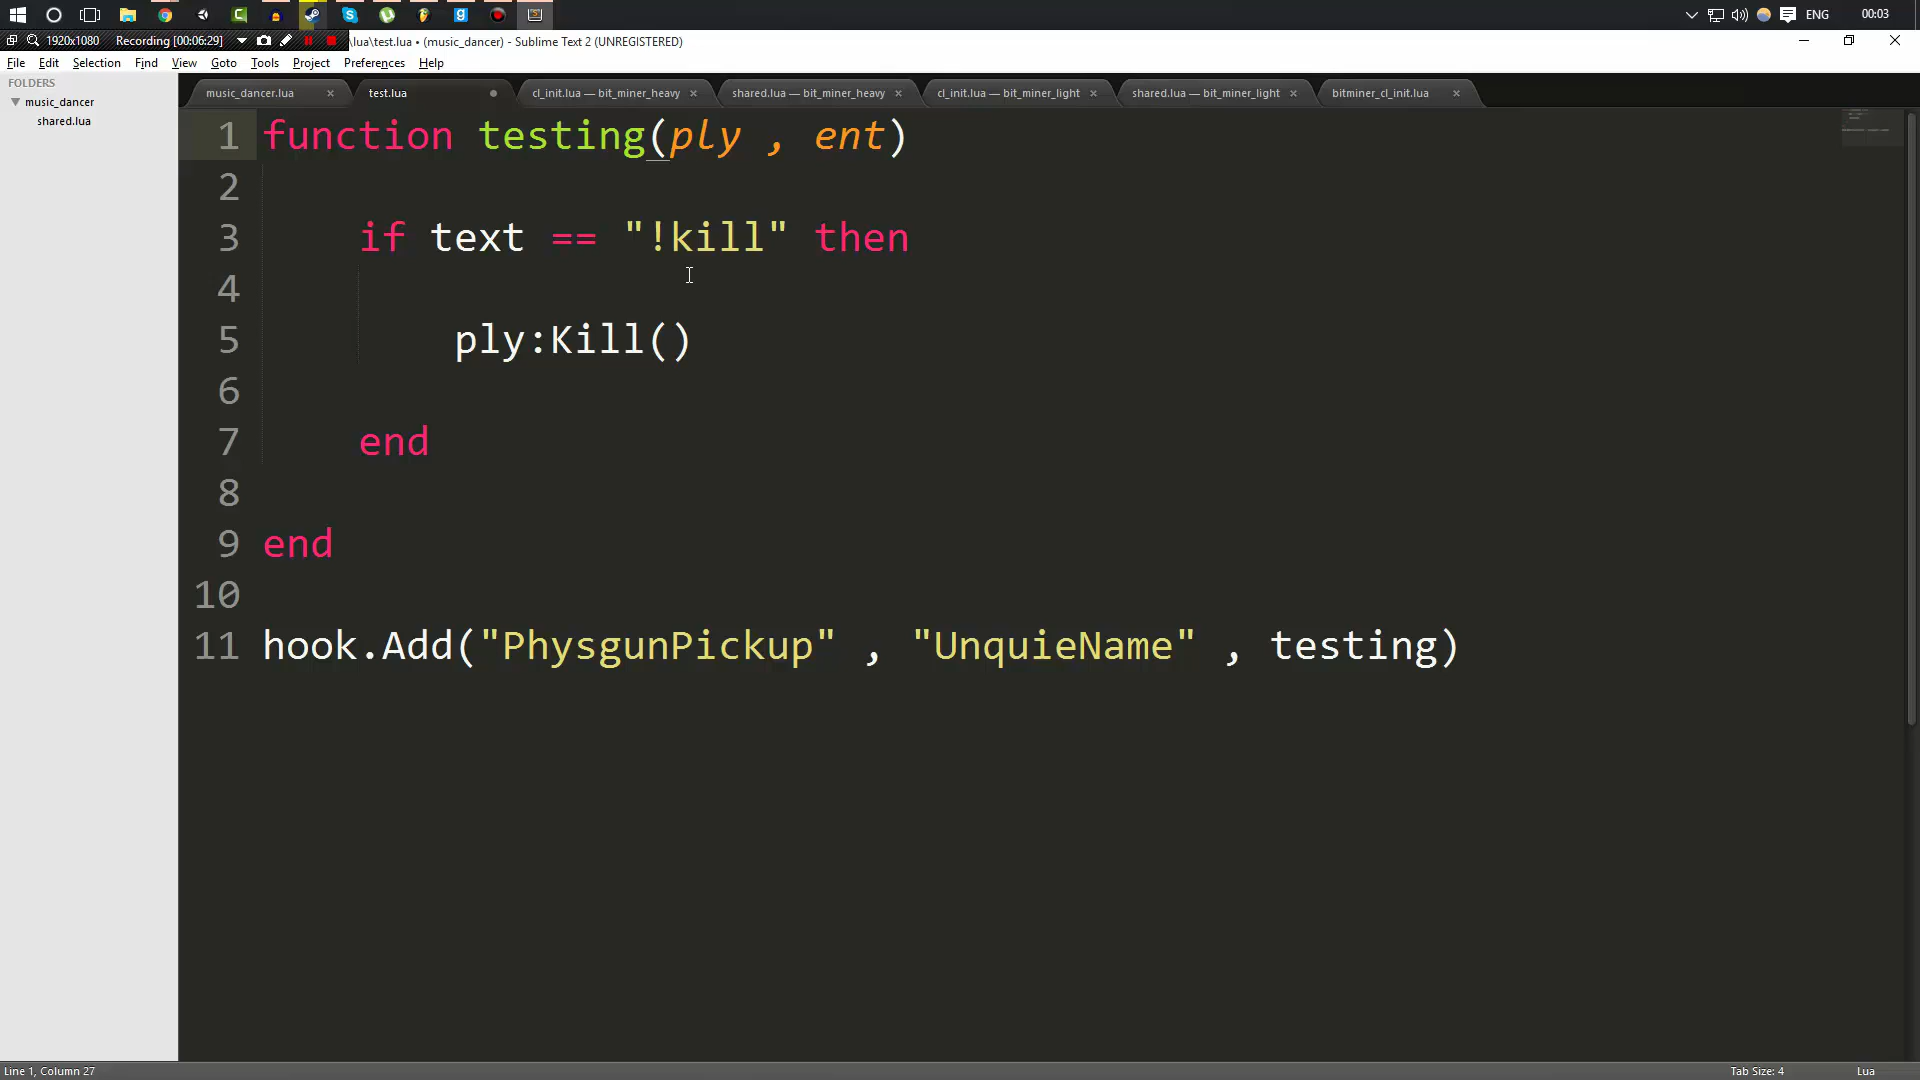 ENG
00:03
1920x1080
Recording [00:06:29]
\lua\test.lua • (music_dancer) - Sublime Text 2 (UNREGISTERED)
File Edit Selection Find View Goto Tools Project Preferences Help
FOLDERS
music_dancer
shared.lua
music_dancer.lua
test.lua
cl_init.lua — bit_miner_heavy
shared.lua — bit_miner_heavy
cl_init.lua — bit_miner_light
shared.lua — bit_miner_light
bitminer_cl_init.lua
1 function testing(ply , ent)
2
3 if text == "!kill" then
4
5 ply:Kill()
6
7 end
8
9 end
10
11 hook.Add("PhysgunPickup" , "UnquieName" , testing)
Line 1, Column 27
Tab Size: 4
Lua